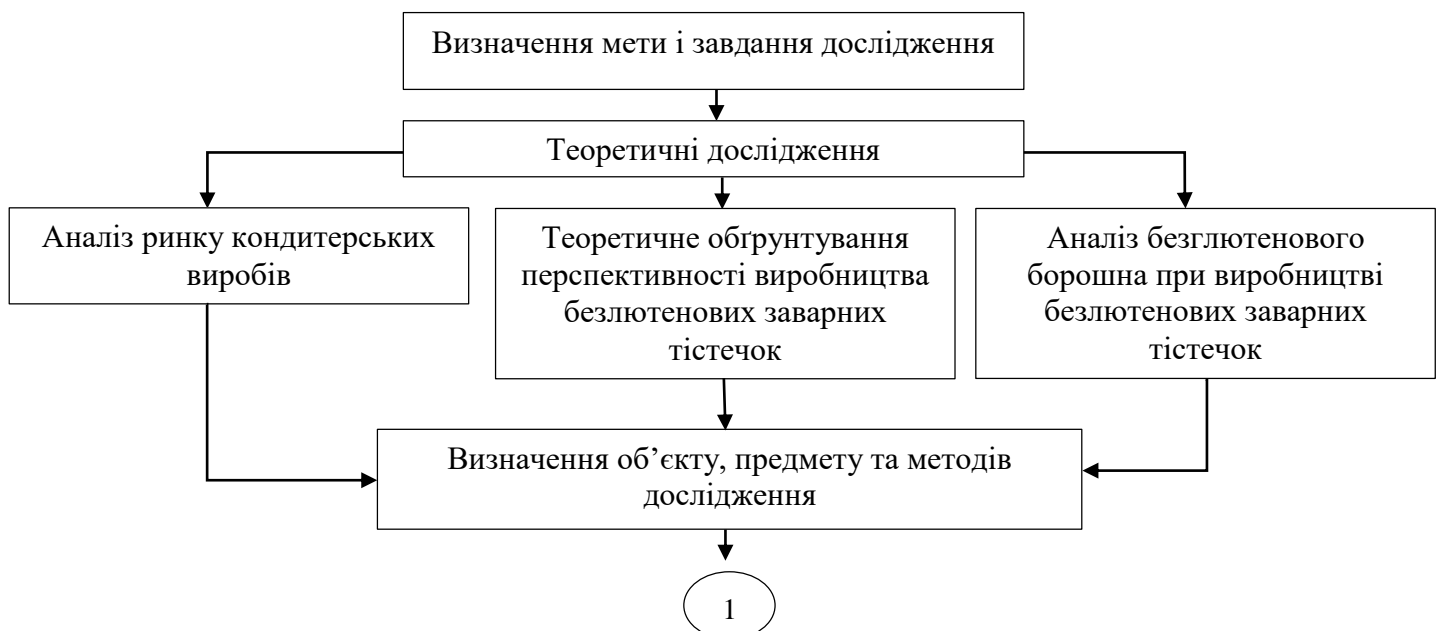 Визначення мети і завдання дослідження
Теоретичні дослідження
Аналіз ринку кондитерських
виробів
Теоретичне обґрунтування
перспективності виробництва
безлютенових заварних
тістечок
Аналіз безглютенового
борошна при виробництві
безлютенових заварних
тістечок
Визначення об’єкту, предмету та методів
дослідження
1